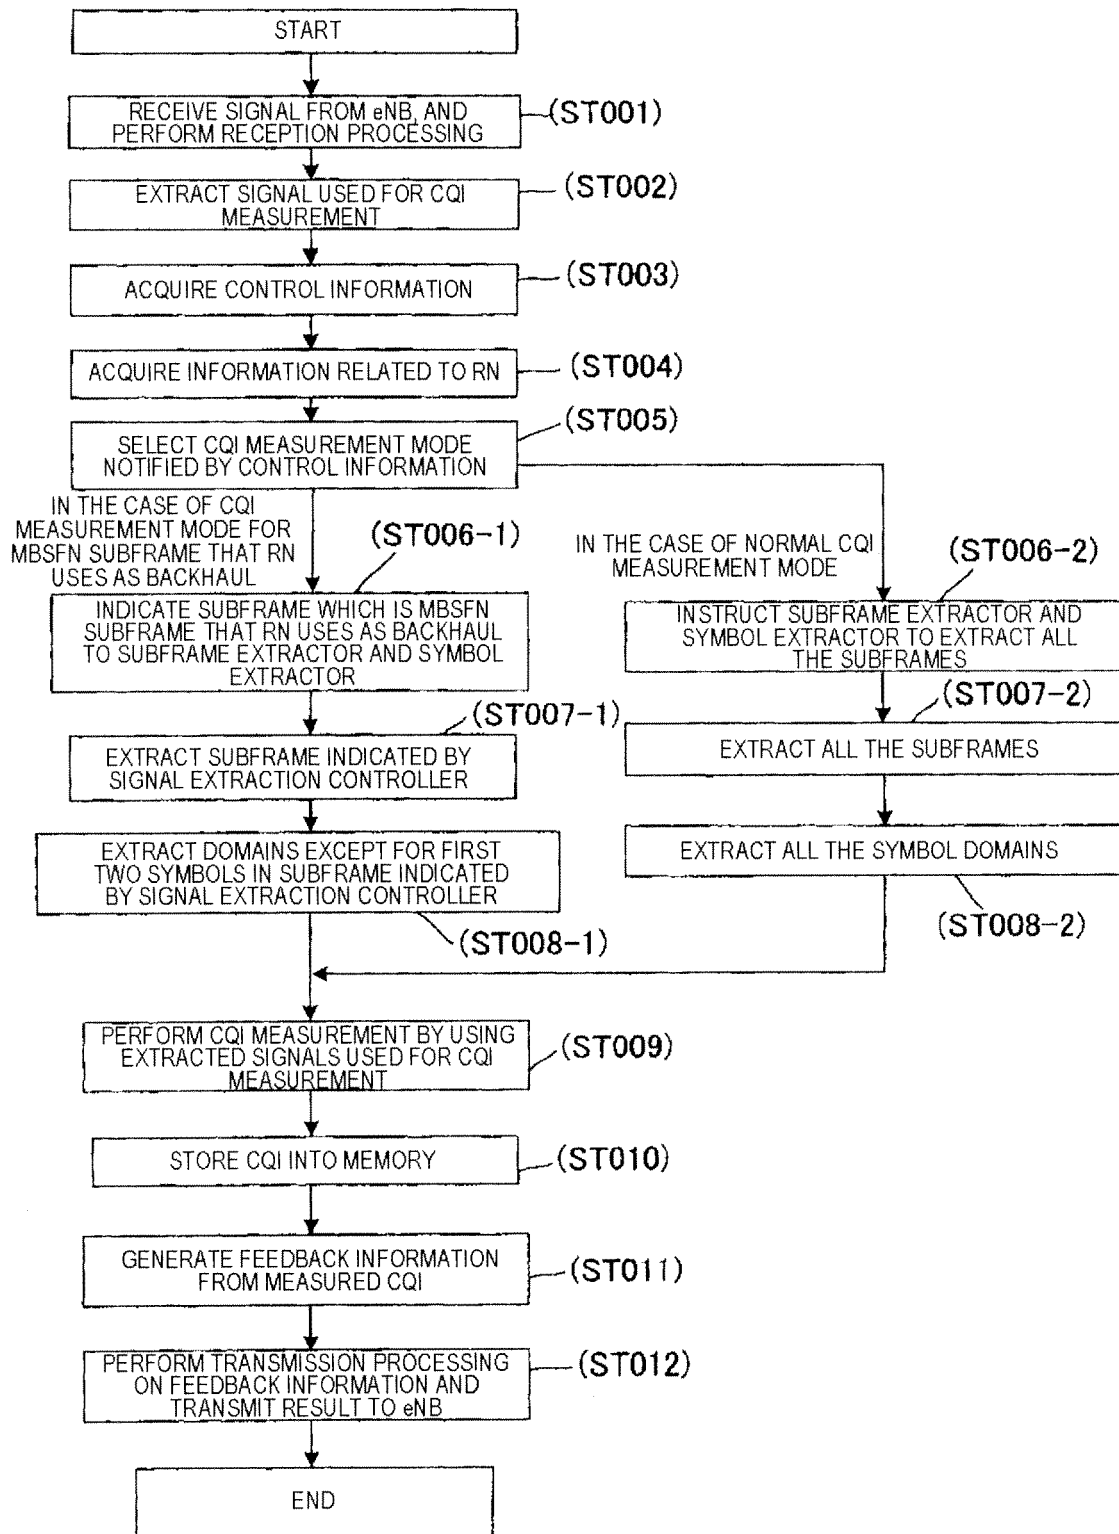 START
RECEIVE SIGNAL FROM eNB, AND
PERFORM RECEPTION PROCESSING
(ST001)
EXTRACT SIGNAL USED FOR CQI
MEASUREMENT
(ST002)
ACQUIRE CONTROL INFORMATION
(ST003)
ACQUIRE INFORMATION RELATED TO RN
(ST004)
SELECT CQI MEASUREMENT MODE
NOTIFIED BY CONTROL INFORMATION
(ST005)
IN THE CASE OF CQI
MEASUREMENT MODE FOR
MBSFN SUBFRAME THAT RN
USES AS BACKHAUL
(ST006-1)
INDICATE SUBFRAME WHICH IS MBSFN
SUBFRAME THAT RN USES AS BACKHAUL
TO SUBFRAME EXTRACTOR AND SYMBOL
EXTRACTOR
(ST007-1)
EXTRACT SUBFRAME INDICATED BY
SIGNAL EXTRACTION CONTROLLER
EXTRACT DOMAINS EXCEPT FOR FIRST
TWO SYMBOLS IN SUBFRAME INDICATED
BY SIGNAL EXTRACTION CONTROLLER
(ST008-1)
IN THE CASE OF NORMAL CQI
MEASUREMENT MODE
(ST006-2)
INSTRUCT SUBFRAME EXTRACTOR AND
SYMBOL EXTRACTOR TO EXTRACT ALL
THE SUBFRAMES
(ST007-2)
EXTRACT ALL THE SUBFRAMES
EXTRACT ALL THE SYMBOL DOMAINS
(ST008-2)
PERFORM CQI MEASUREMENT BY USING
EXTRACTED SIGNALS USED FOR CQI
MEASUREMENT
(ST009)
STORE CQI INTO MEMORY
(ST010)
GENERATE FEEDBACK INFORMATION
FROM MEASURED CQI
(ST011)
PERFORM TRANSMISSION PROCESSING
ON FEEDBACK INFORMATION AND
TRANSMIT RESULT TO eNB
(ST012)
END